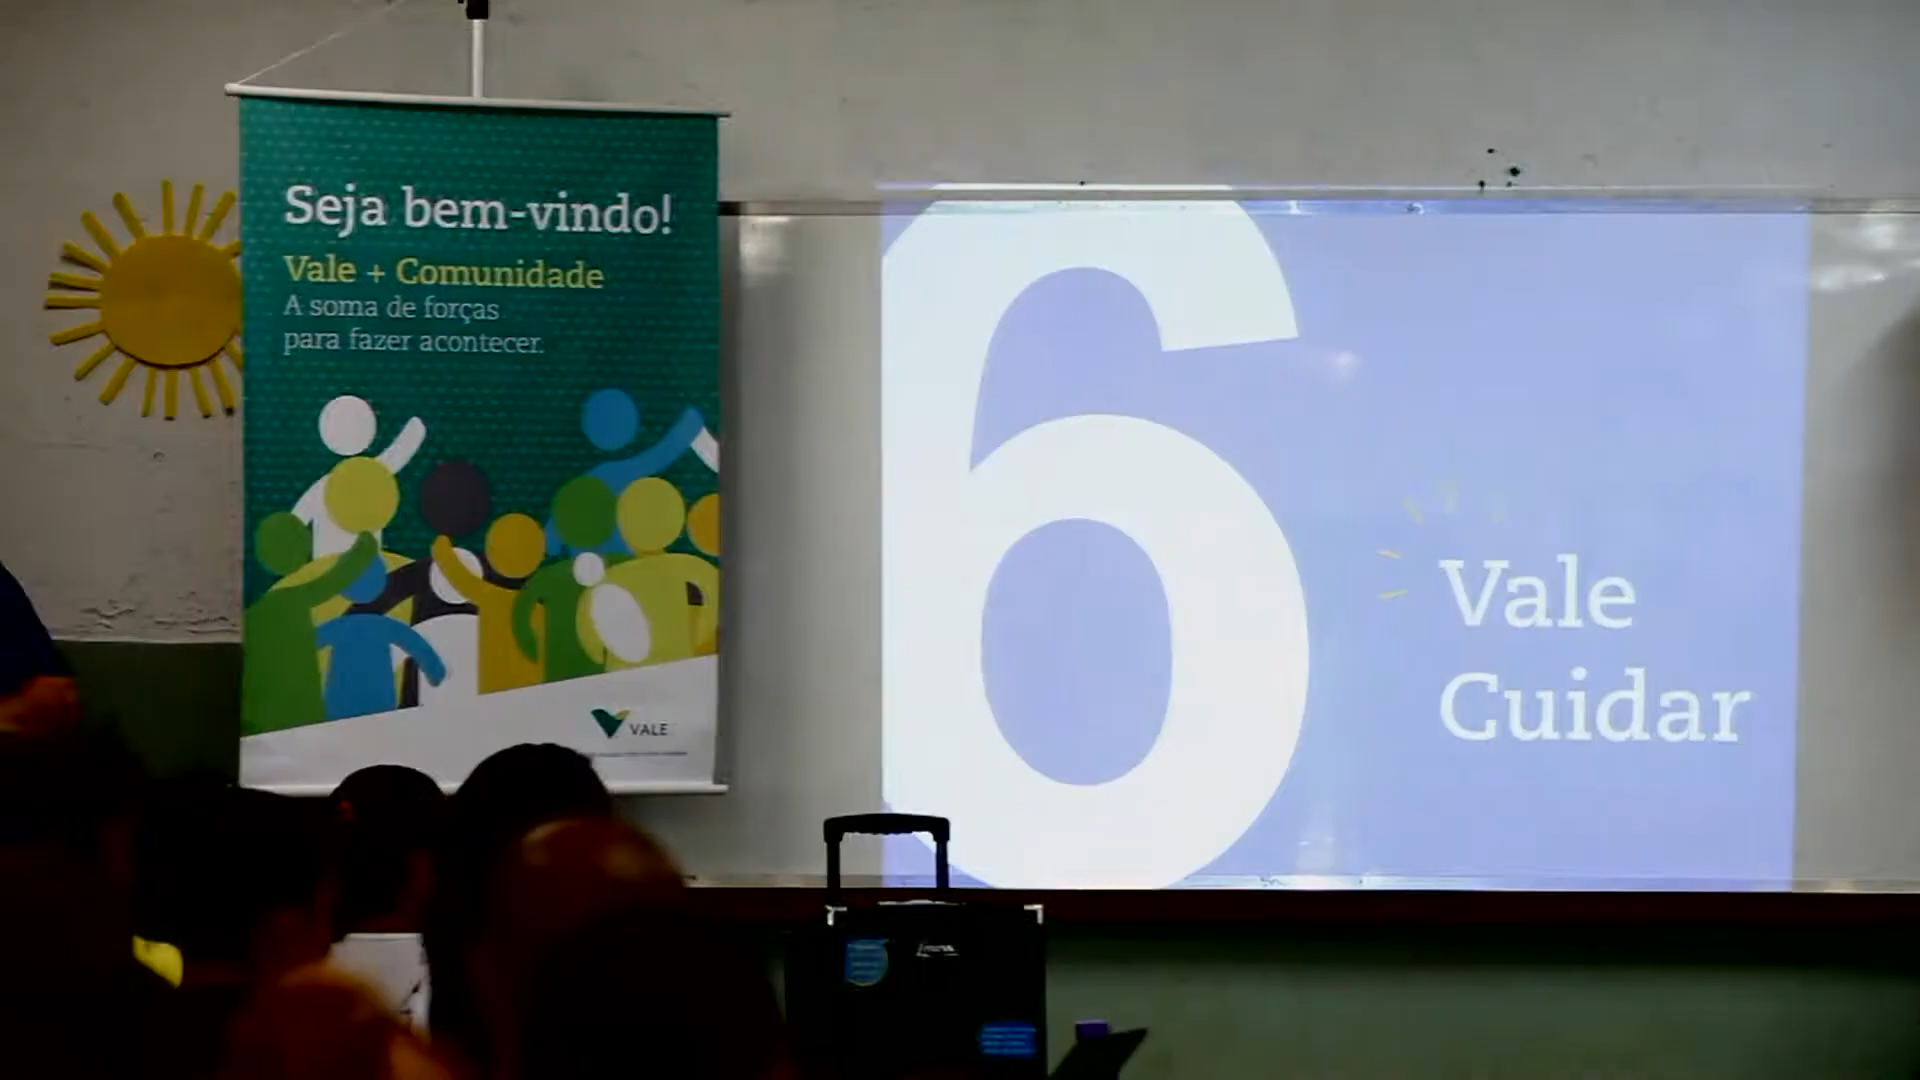 Seja bem-vindo!
Vale + Comunidade
A soma de forças
para fazer acontecer.
VALE
6
Vale
Cuidar